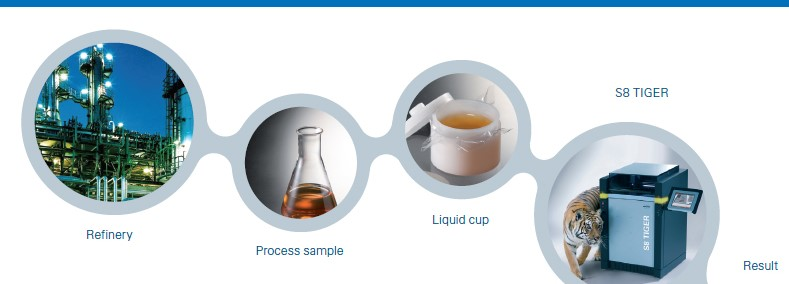 Refinery
Process sample
Liquid cup
S8 TIGER
S8 TIGER
Result